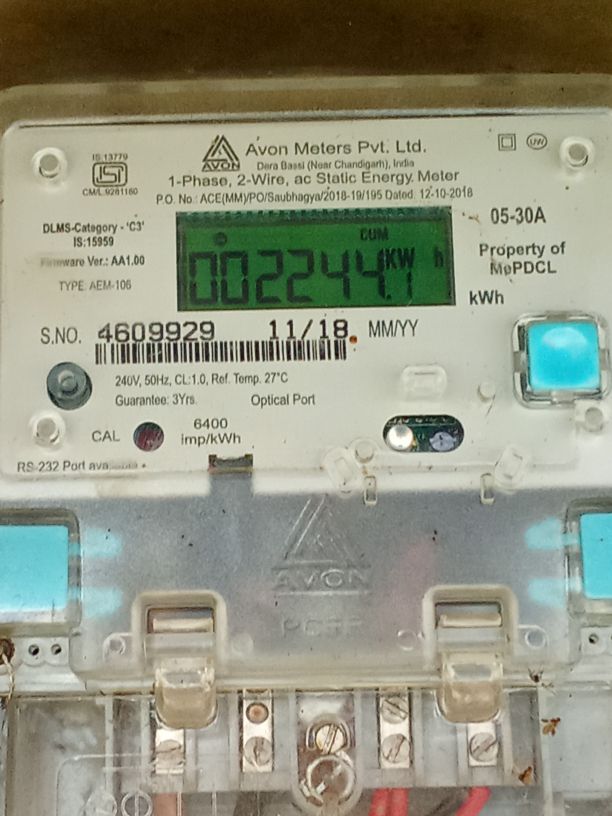 IS:13779
ISI
CM/L.9281160
AVON
Avon Meters Pvt. Ltd.
Dera Bassi (Near Chandigarh), India
1-Phase, 2-Wire, ac Static Energy Meter
P.O. No.: ACE(MM)/PO/Saubhagya/2018-19/195 Dated. 12-10-2018
DLMS-Category - 'C3'
IS:15959
Firmware Ver.: AA1.00
TYPE: AEM-106
CUM
002244.1 KW h
05-30A
Property of
MePDCL
kWh
S.NO. 4609929 11/18 MM/YY
240V, 50Hz, CL:1.0, Ref. Temp. 27°C
Guarantee: 3Yrs. Optical Port
CAL
6400
imp/kWh
RS-232 Port
AVON